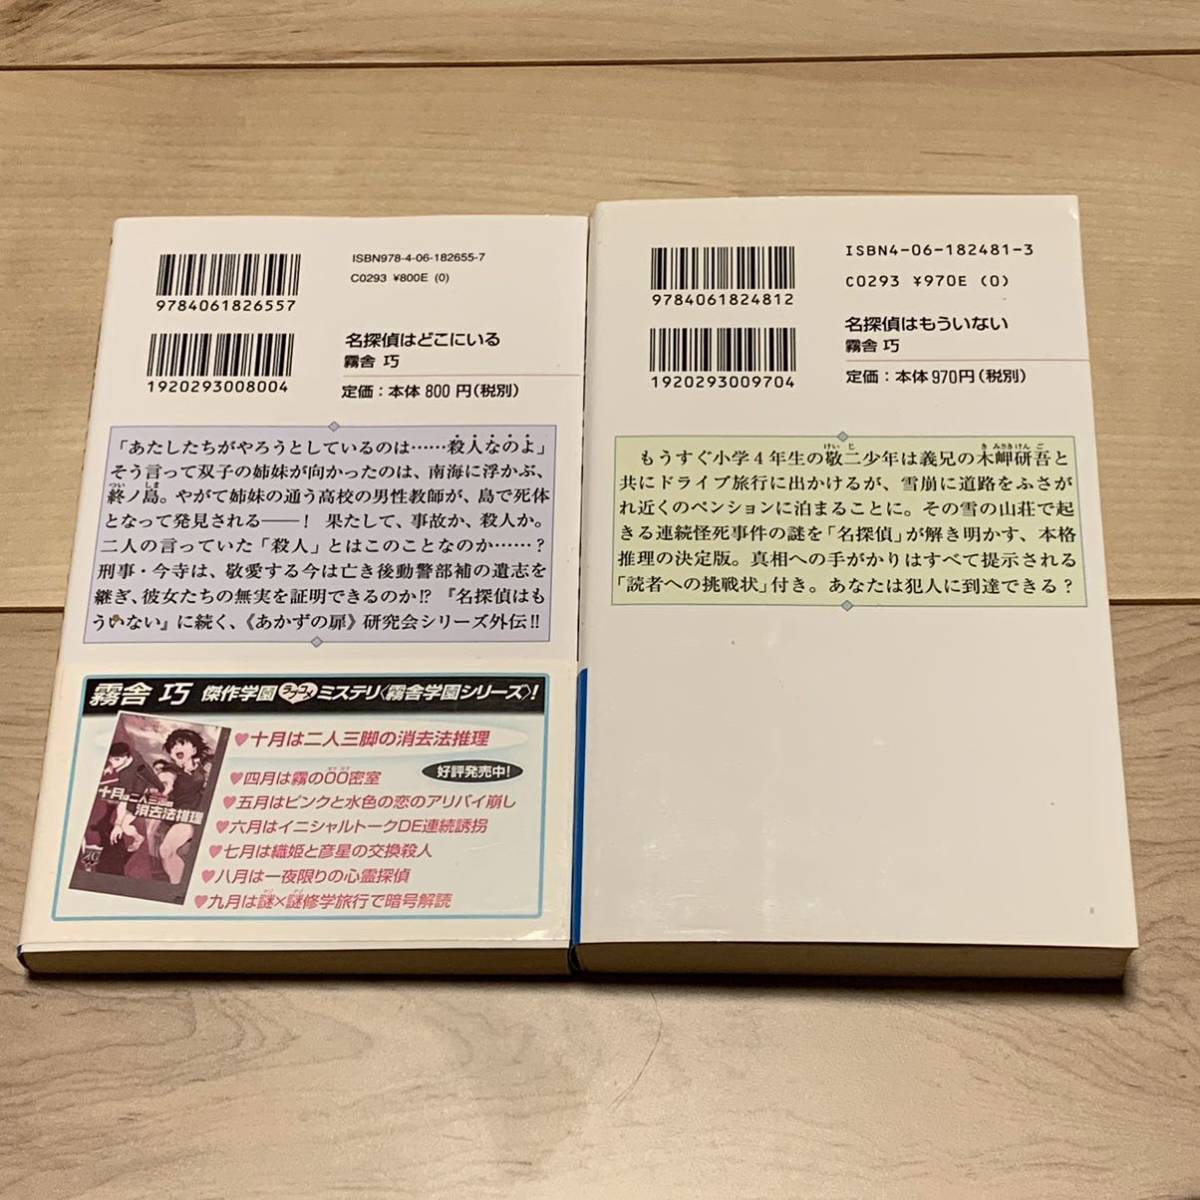 ISBN978-4-06-182655-7
C0293 ¥800E (0)
9784061826557
1920293008004
名探偵はどこにいる
霧舎 巧
定価：本体 800 円(税別)
「あたしたちがやろうとしているのは……殺人なのよ」
そう言って双子の姉妹が向かったのは、南海に浮かぶ、
終ノ島。やがて姉妹の通う高校の男性教師が、島で死体
となって発見される――！ 果たして、事故か、殺人か。
二人の言っていた「殺人」とはこのことなのか……？
刑事・今寺は、敬愛する今は亡き後動警部補の遺志を
継ぎ、彼女たちの無実を証明できるのか!? 『名探偵はも
ういない』に続く、《あかずの扉》研究会シリーズ外伝!!
霧舎 巧 傑作学園ラブコメミステリ〈霧舎学園シリーズ〉!
♥十月は二人三脚の消去法推理
好評発売中!
♥四月は霧の00密室
♥五月はピンクと水色の恋のアリバイ崩し
♥六月はイニシャルトークDE連続誘拐
♥七月は織姫と彦星の交換殺人
♥八月は一夜限りの心霊探偵
♥九月は謎×謎修学旅行で暗号解読
十月は二人三脚の
消去法推理
ISBN4-06-182481-3
C0293 ¥970E (0)
9784061824812
1920293009704
名探偵はもういない
霧舎 巧
定価：本体970円(税別)
もうすぐ小学４年生の敬二少年は義兄の木岬研吾と
共にドライブ旅行に出かけるが、雪崩に道路をふさが
れ近くのペンションに泊まることに。その雪の山荘で起
きる連続怪死事件の謎を「名探偵」が解き明かす、本格
推理の決定版。真相への手がかりはすべて提示される
「読者への挑戦状」付き。あなたは犯人に到達できる？